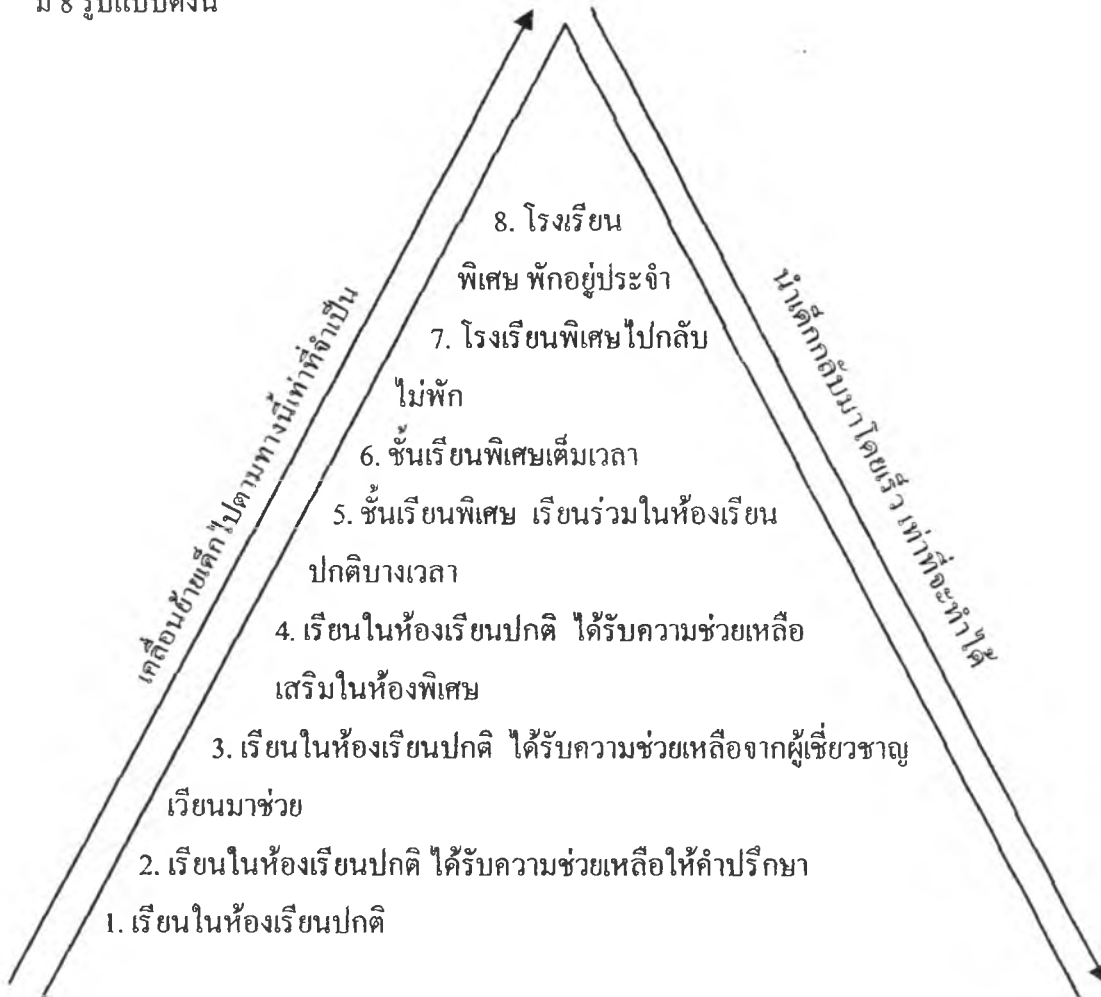 มี 8 รูปแบบดังนี้
8. โรงเรียน
พิเศษ พักอยู่ประจำ
7. โรงเรียนพิเศษไปกลับ
ไม่พัก
6. ชั้นเรียนพิเศษเต็มเวลา
5. ชั้นเรียนพิเศษ เรียนร่วมในห้องเรียน
ปกติบางเวลา
4. เรียนในห้องเรียนปกติ ได้รับความช่วยเหลือ
เสริมในห้องพิเศษ
3. เรียนในห้องเรียนปกติ ได้รับความช่วยเหลือจากผู้เชี่ยวชาญ
เวียนมาช่วย
2. เรียนในห้องเรียนปกติ ได้รับความช่วยเหลือให้คำปรึกษา
1. เรียนในห้องเรียนปกติ
เคลื่อนย้ายเด็กไปตามทางนี้เท่าที่จำเป็น
นำเด็กกลับมาโดยเร็ว เท่าที่จะทำได้